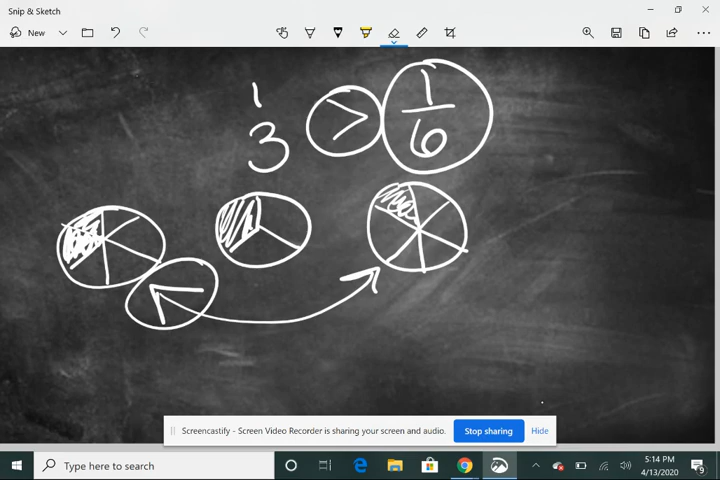 Snip & Sketch
New
1 > 1
3 6
Screencastify - Screen Video Recorder is sharing your screen and audio.
Stop sharing
Hide
Type here to search
5:14 PM
4/13/2020
9